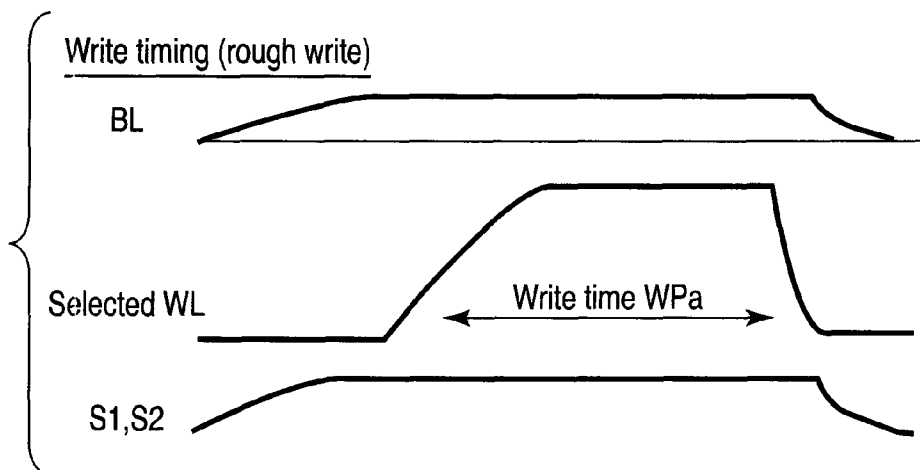 Write timing (rough write)
BL
Selected WL
Write time WPa
S1,S2